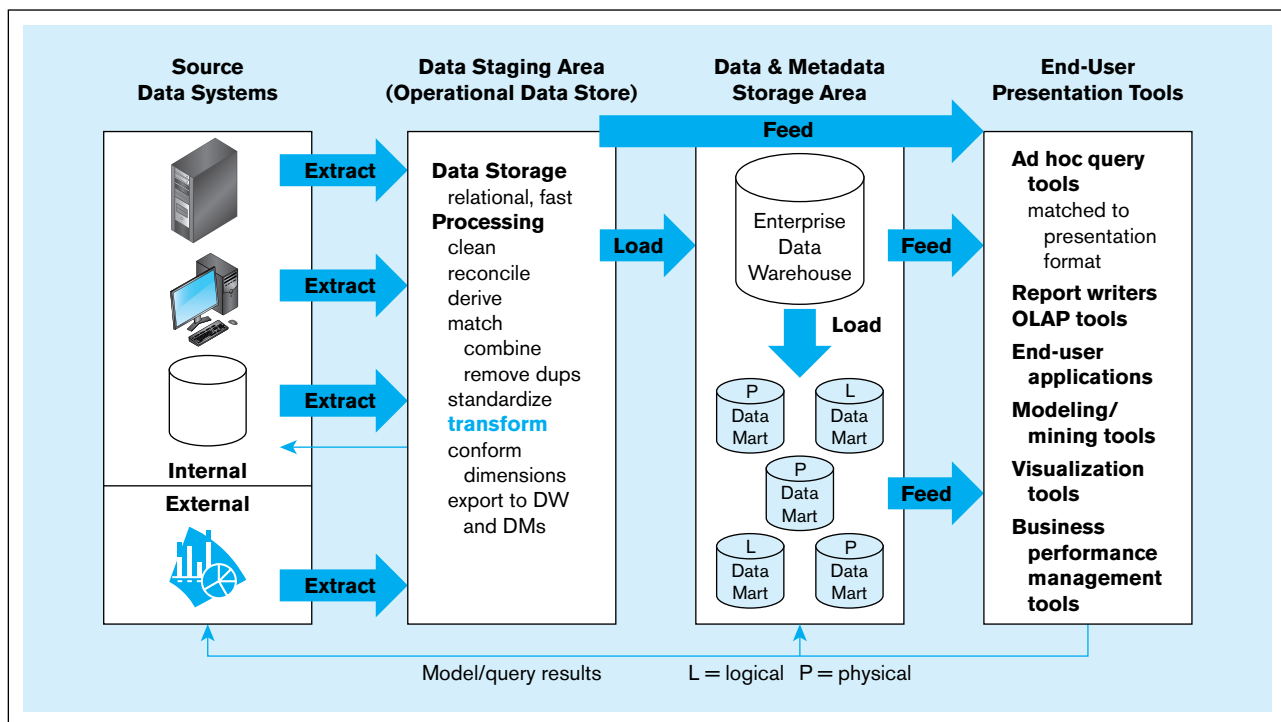 Source
Data Systems
Data Staging Area
(Operational Data Store)
Data & Metadata
Storage Area
End-User
Presentation Tools
Extract
Extract
Extract
Internal
External
Extract
Data Storage
relational, fast
Processing
clean
reconcile
derive
match
combine
remove dups
standardize
transform
conform
dimensions
export to DW
and DMs
Feed
Load
Enterprise
Data
Warehouse
Feed
Load
P
Data
Mart
L
Data
Mart
P
Data
Mart
L
Data
Mart
P
Data
Mart
Feed
Ad hoc query
tools
matched to
presentation
format
Report writers
OLAP tools
End-user
applications
Modeling/
mining tools
Visualization
tools
Business
performance
management
tools
Model/query results
L = logical P = physical